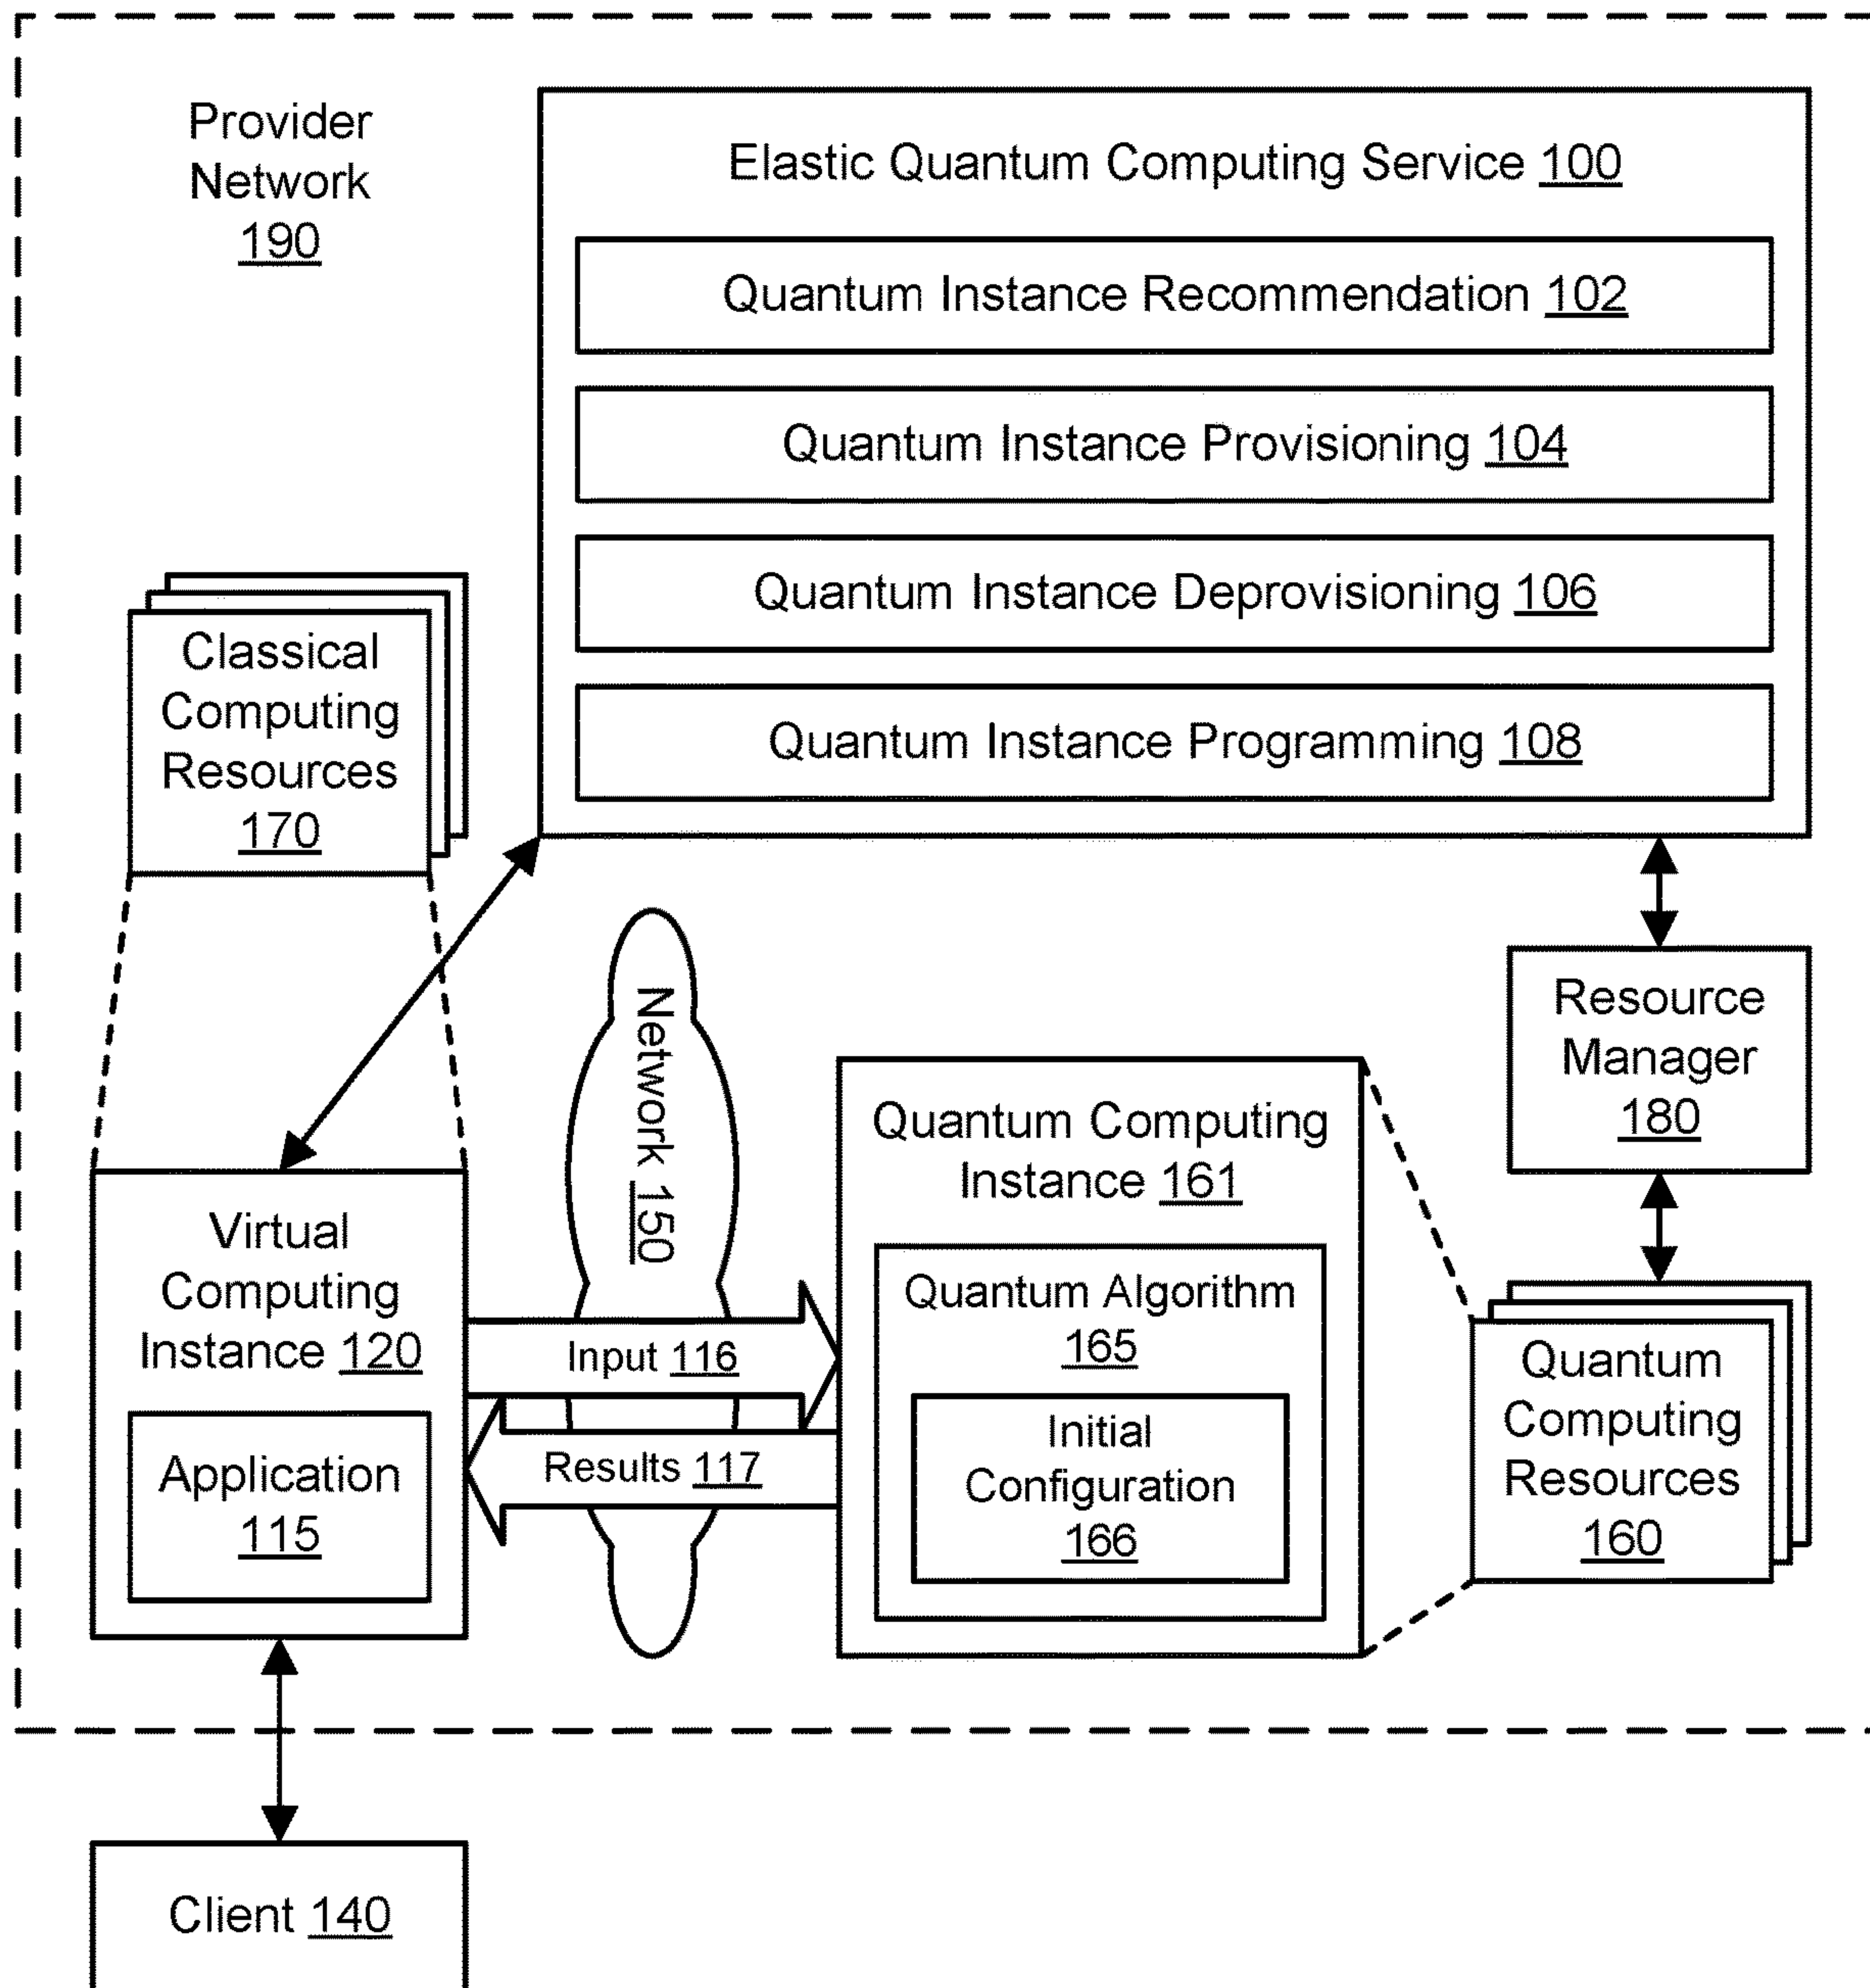 Provider
Network
190
Elastic Quantum Computing Service 100
Quantum Instance Recommendation 102
Quantum Instance Provisioning 104
Quantum Instance Deprovisioning 106
Quantum Instance Programming 108
Classical
Computing
Resources
170
Network 150
Resource
Manager
180
Quantum Computing
Instance 161
Quantum Algorithm
165
Initial
Configuration
166
Virtual
Computing
Instance 120
Application
115
Input 116
Results 117
Quantum
Computing
Resources
160
Client 140